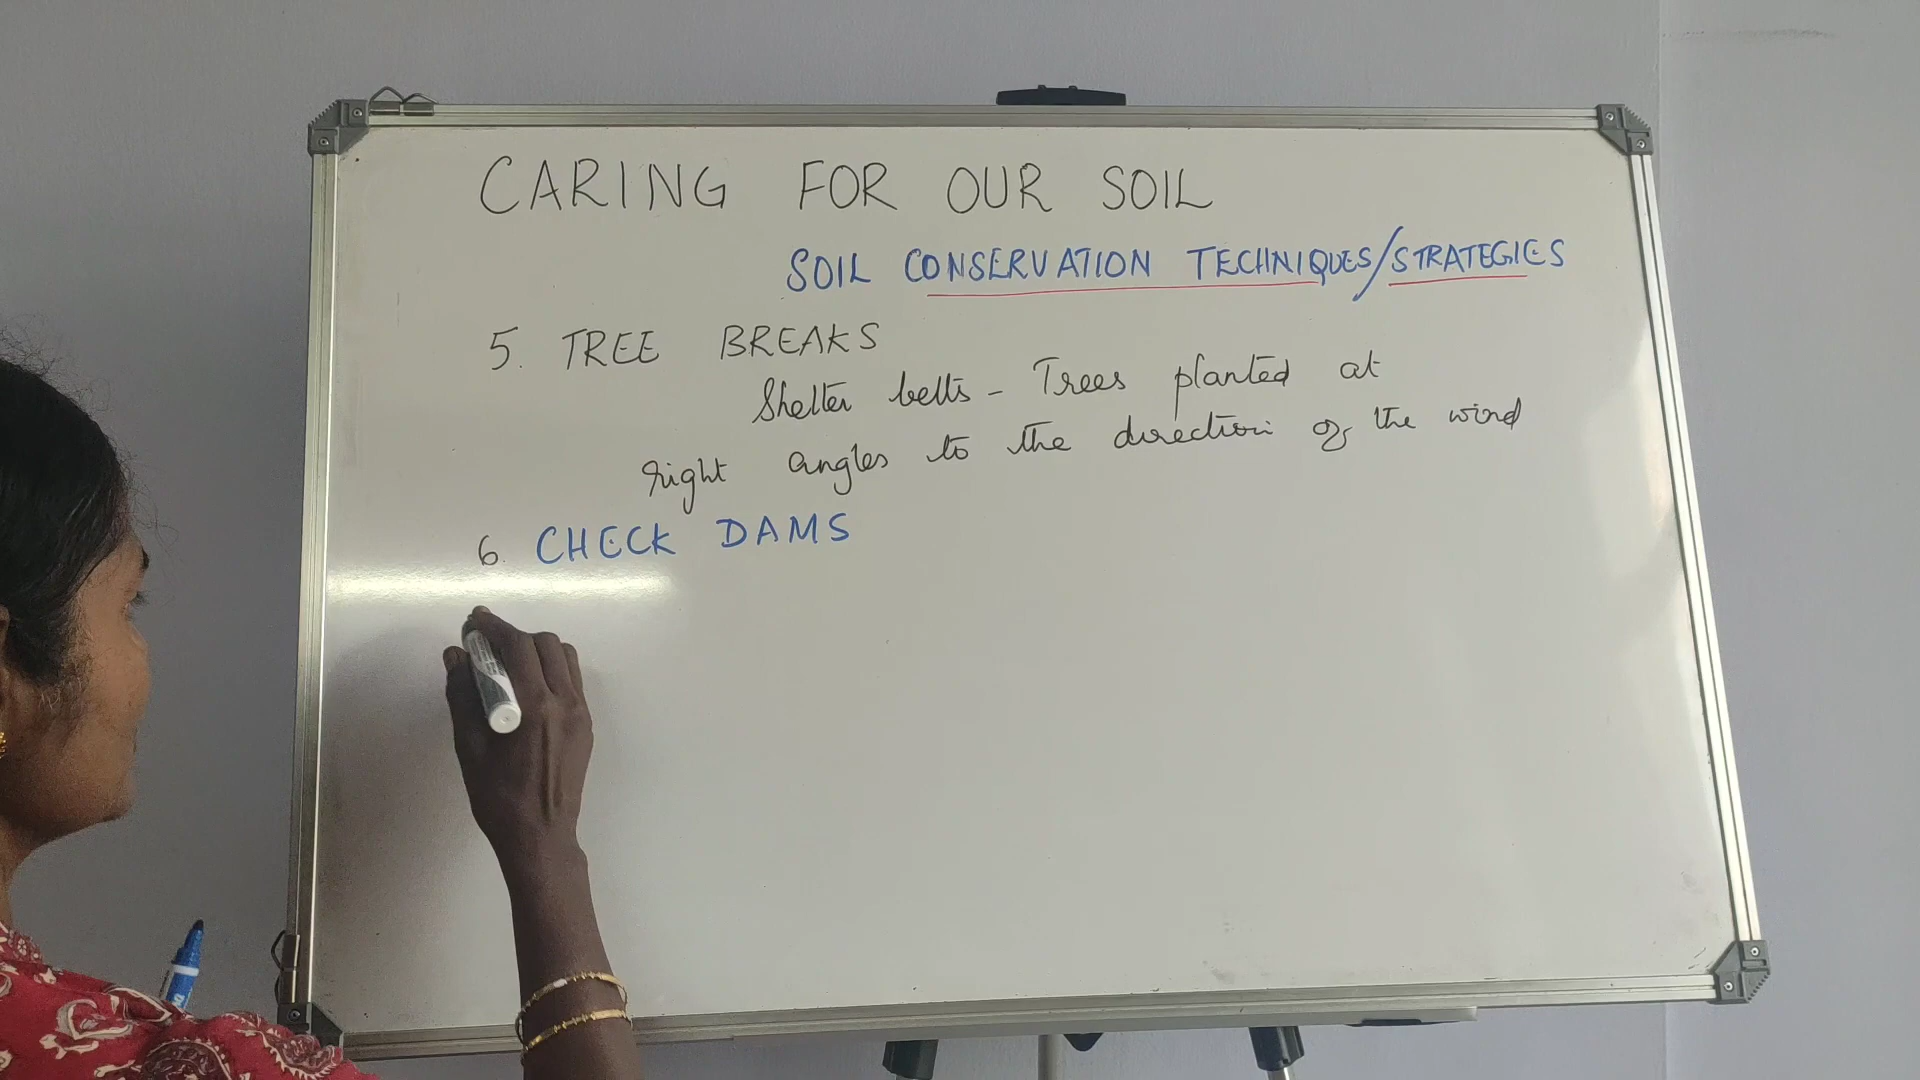 CARING FOR OUR SOIL
SOIL CONSERVATION TECHNIQUES/STRATEGIES
5. TREE BREAKS
Shelter belts - Trees planted at
right angles to the direction of the wind
6. CHECK DAMS